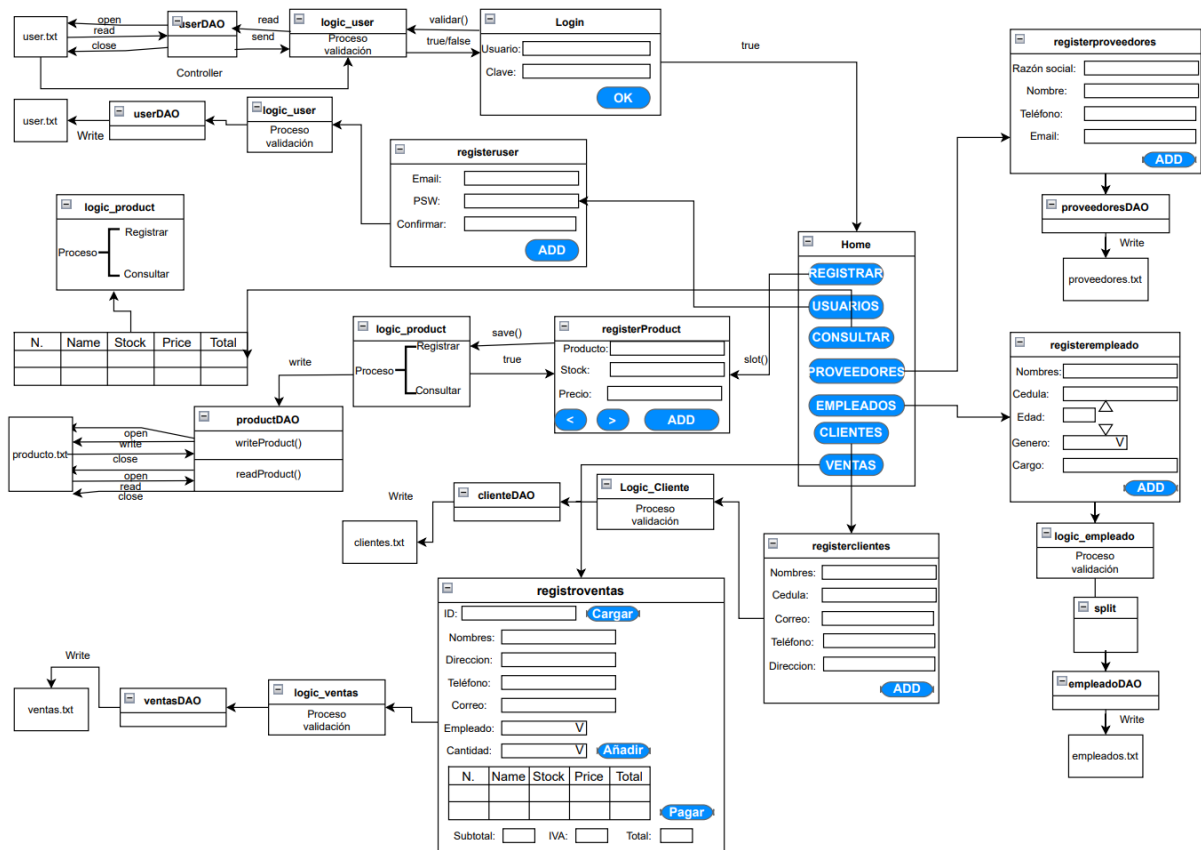 open
read
close
user.txt
userDAO
read
send
logic_user
Proceso
validación
validar()
true/false
Controller
Login
Usuario:
Clave:
OK
true
registerproveedores
Razón social:
Nombre:
Teléfono:
Email:
ADD
proveedoresDAO
Write
proveedores.txt
user.txt
Write
userDAO
logic_user
Proceso
validación
registeruser
Email:
PSW:
Confirmar:
ADD
logic_product
Registrar
Proceso
Consultar
N. Name Stock Price Total
Home
REGISTRAR
USUARIOS
CONSULTAR
PROVEEDORES
EMPLEADOS
CLIENTES
VENTAS
logic_product
Registrar
Proceso
Consultar
save()
true
write
registerProduct
Producto:
Stock:
Precio:
< > ADD
slot()
registerempleado
Nombres:
Cedula:
Edad:
Genero: V
Cargo:
ADD
logic_empleado
Proceso
validación
split
empleadoDAO
Write
empleados.txt
productDAO
writeProduct()
readProduct()
producto.txt
open
write
close
open
read
close
Write
clientes.txt
clienteDAO
Logic_Cliente
Proceso
validación
registerclientes
Nombres:
Cedula:
Correo:
Teléfono:
Direccion:
ADD
registroventas
ID: Cargar
Nombres:
Direccion:
Teléfono:
Correo:
Empleado: V
Cantidad: V Añadir
N. Name Stock Price Total
Pagar
Subtotal: IVA: Total:
Write
ventas.txt
ventasDAO
logic_ventas
Proceso
validación